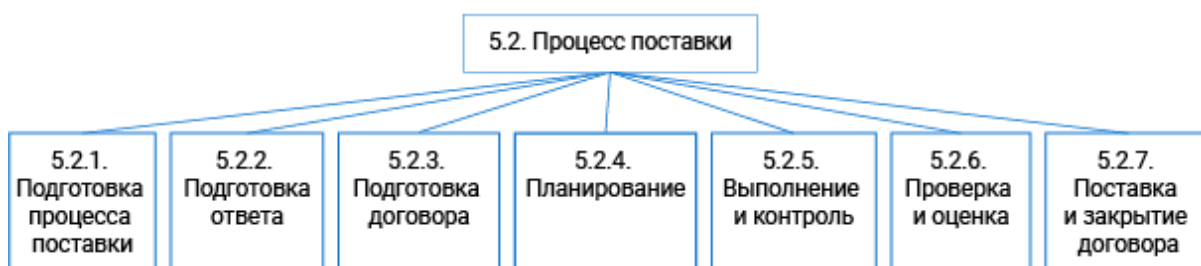 5.2. Процесс поставки
5.2.1.
Подготовка
процесса
поставки
5.2.2.
Подготовка
ответа
5.2.3.
Подготовка
договора
5.2.4.
Планирование
5.2.5.
Выполнение
и контроль
5.2.6.
Проверка
и оценка
5.2.7.
Поставка
и закрытие
договора